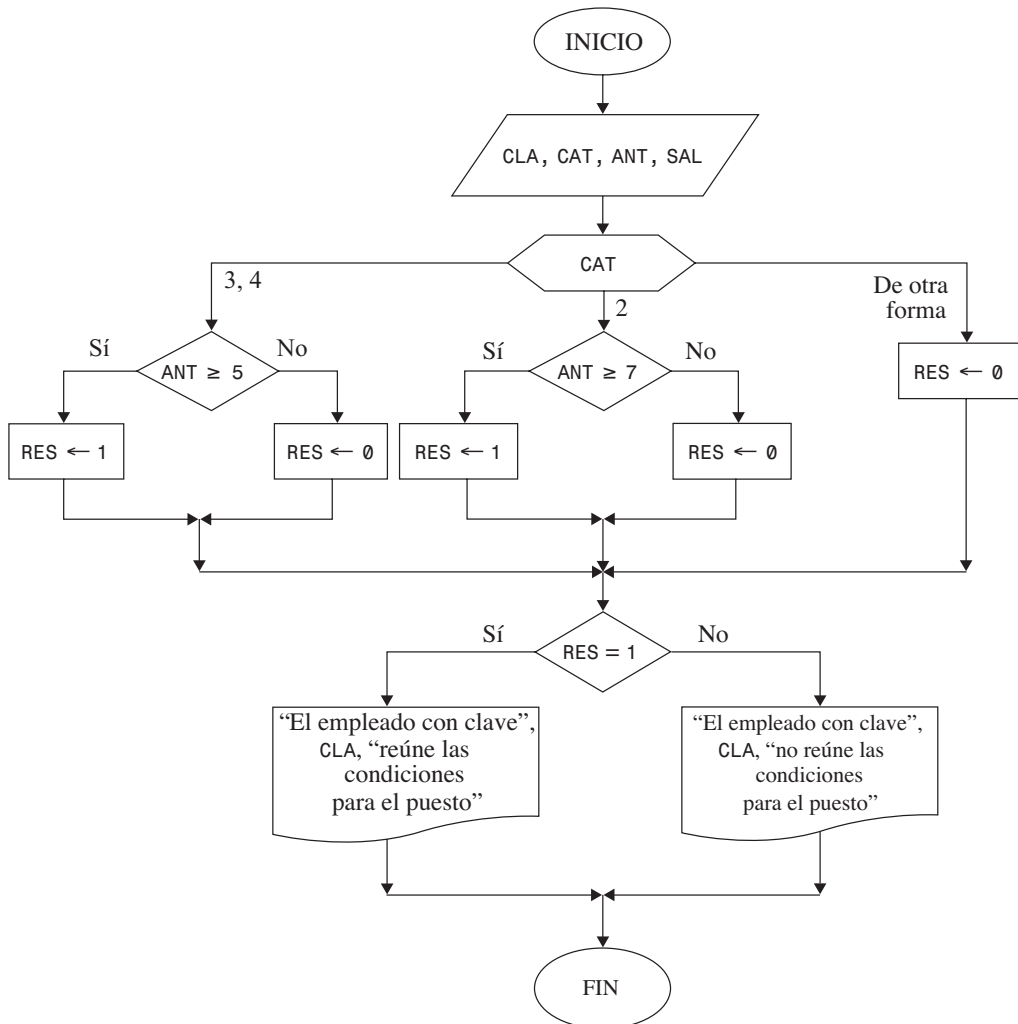 INICIO
CLA, CAT, ANT, SAL
CAT
3, 4
2
De otra
forma
Sí
ANT ≥ 5
No
Sí
ANT ≥ 7
No
RES ← 0
RES ← 1
RES ← 0
RES ← 1
RES ← 0
Sí
RES = 1
No
“El empleado con clave”,
CLA, “reúne las
condiciones
para el puesto”
“El empleado con clave”,
CLA, “no reúne las
condiciones
para el puesto”
FIN